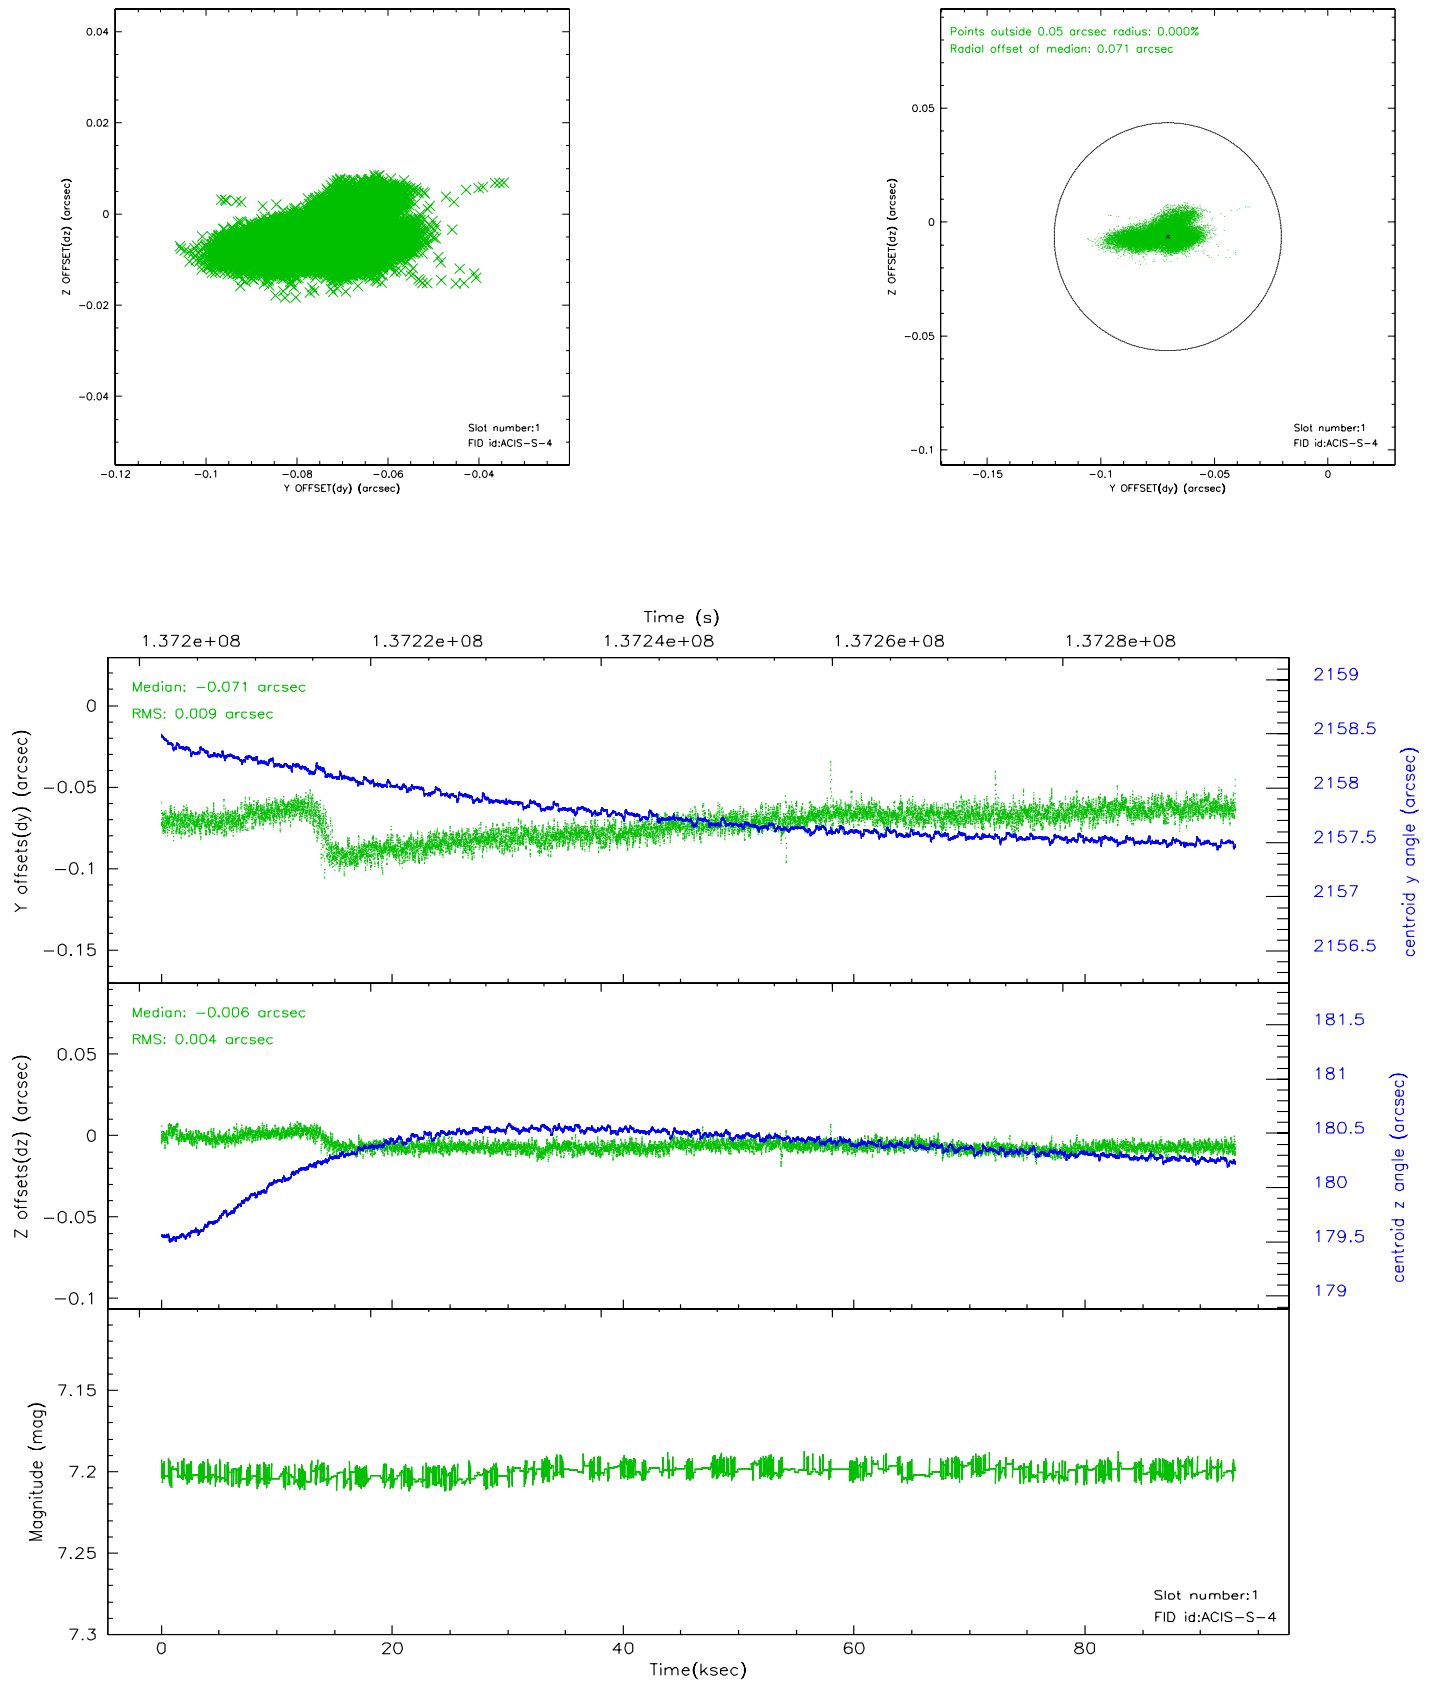 0.04
0.02
0
−0.02
−0.04
Z OFFSET(dz) (arcsec)
Slot number:1
FID id:ACIS−S−4
−0.12
−0.1
−0.08
−0.06
−0.04
Y OFFSET(dy) (arcsec)
Points outside 0.05 arcsec radius: 0.000%
Radial offset of median: 0.071 arcsec
0.05
0
−0.05
−0.1
Z OFFSET(dz) (arcsec)
Slot number:1
FID id:ACIS−S−4
−0.15
−0.1
−0.05
0
Y OFFSET(dy) (arcsec)
Time (s)
1.372e+08
1.3722e+08
1.3724e+08
1.3726e+08
1.3728e+08
Median: −0.071 arcsec
RMS: 0.009 arcsec
0
−0.05
−0.1
−0.15
Y offsets(dy) (arcsec)
2159
2158.5
2158
2157.5
2157
2156.5
centroid y angle (arcsec)
Median: −0.006 arcsec
RMS: 0.004 arcsec
0.05
0
−0.05
−0.1
Z offsets(dz) (arcsec)
181.5
181
180.5
180
179.5
179
centroid z angle (arcsec)
7.15
7.2
7.25
7.3
Magnitude (mag)
Slot number:1
FID id:ACIS−S−4
0
20
40
60
80
Time(ksec)